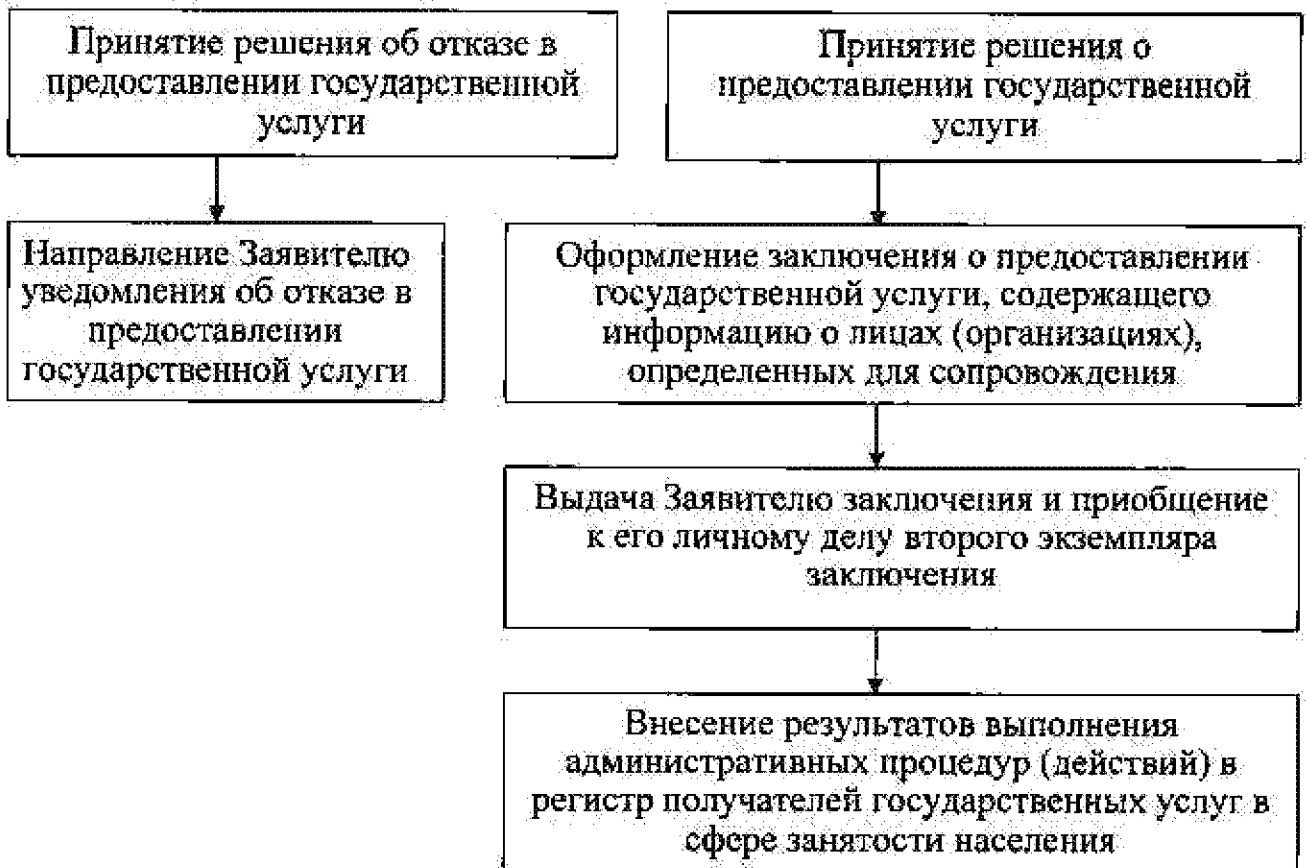 Принятие решения об отказе в
предоставлении государственной
услуги
Принятие решения о
предоставлении государственной
услуги
Направление Заявителю
уведомления об отказе в
предоставлении
государственной услуги
Оформление заключения о предоставлении
государственной услуги, содержащего
информацию о лицах (организациях),
определенных для сопровождения
Выдача Заявителю заключения и приобщение
к его личному делу второго экземпляра
заключения
Внесение результатов выполнения
административных процедур (действий) в
регистр получателей государственных услуг в
сфере занятости населения